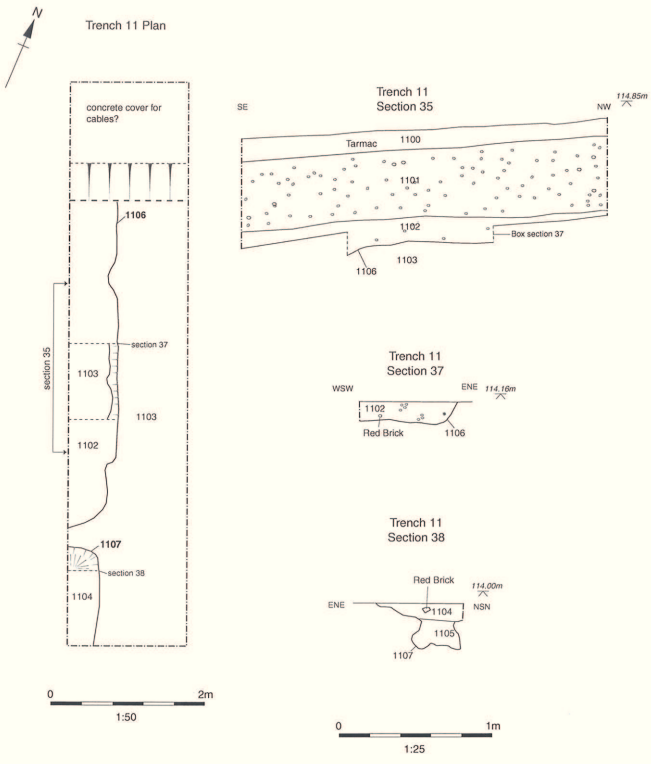 N
Trench 11 Plan
concrete cover for
cables?
1106
section 35
section 37
1103
1103
1102
1107
section 38
1104
0
2m
1:50
Trench 11
Section 35
SE
NW
114.85m
1100
Tarmac
1101
1102
Box section 37
1106
1103
Trench 11
Section 37
WSW
ENE
114.16m
1102
Red Brick
1106
Trench 11
Section 38
Red Brick
114.00m
ENE
NSN
1104
1105
1107
0
1m
1:25